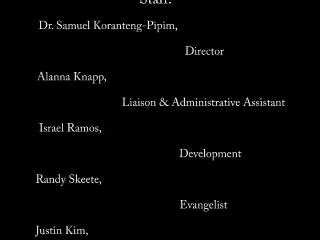 Staff:
Dr. Samuel Koranteng-Pipim,
Director
Alanna Knapp,
Liaison & Administrative Assistant
Israel Ramos,
Development
Randy Skeete,
Evangelist
Justin Kim,